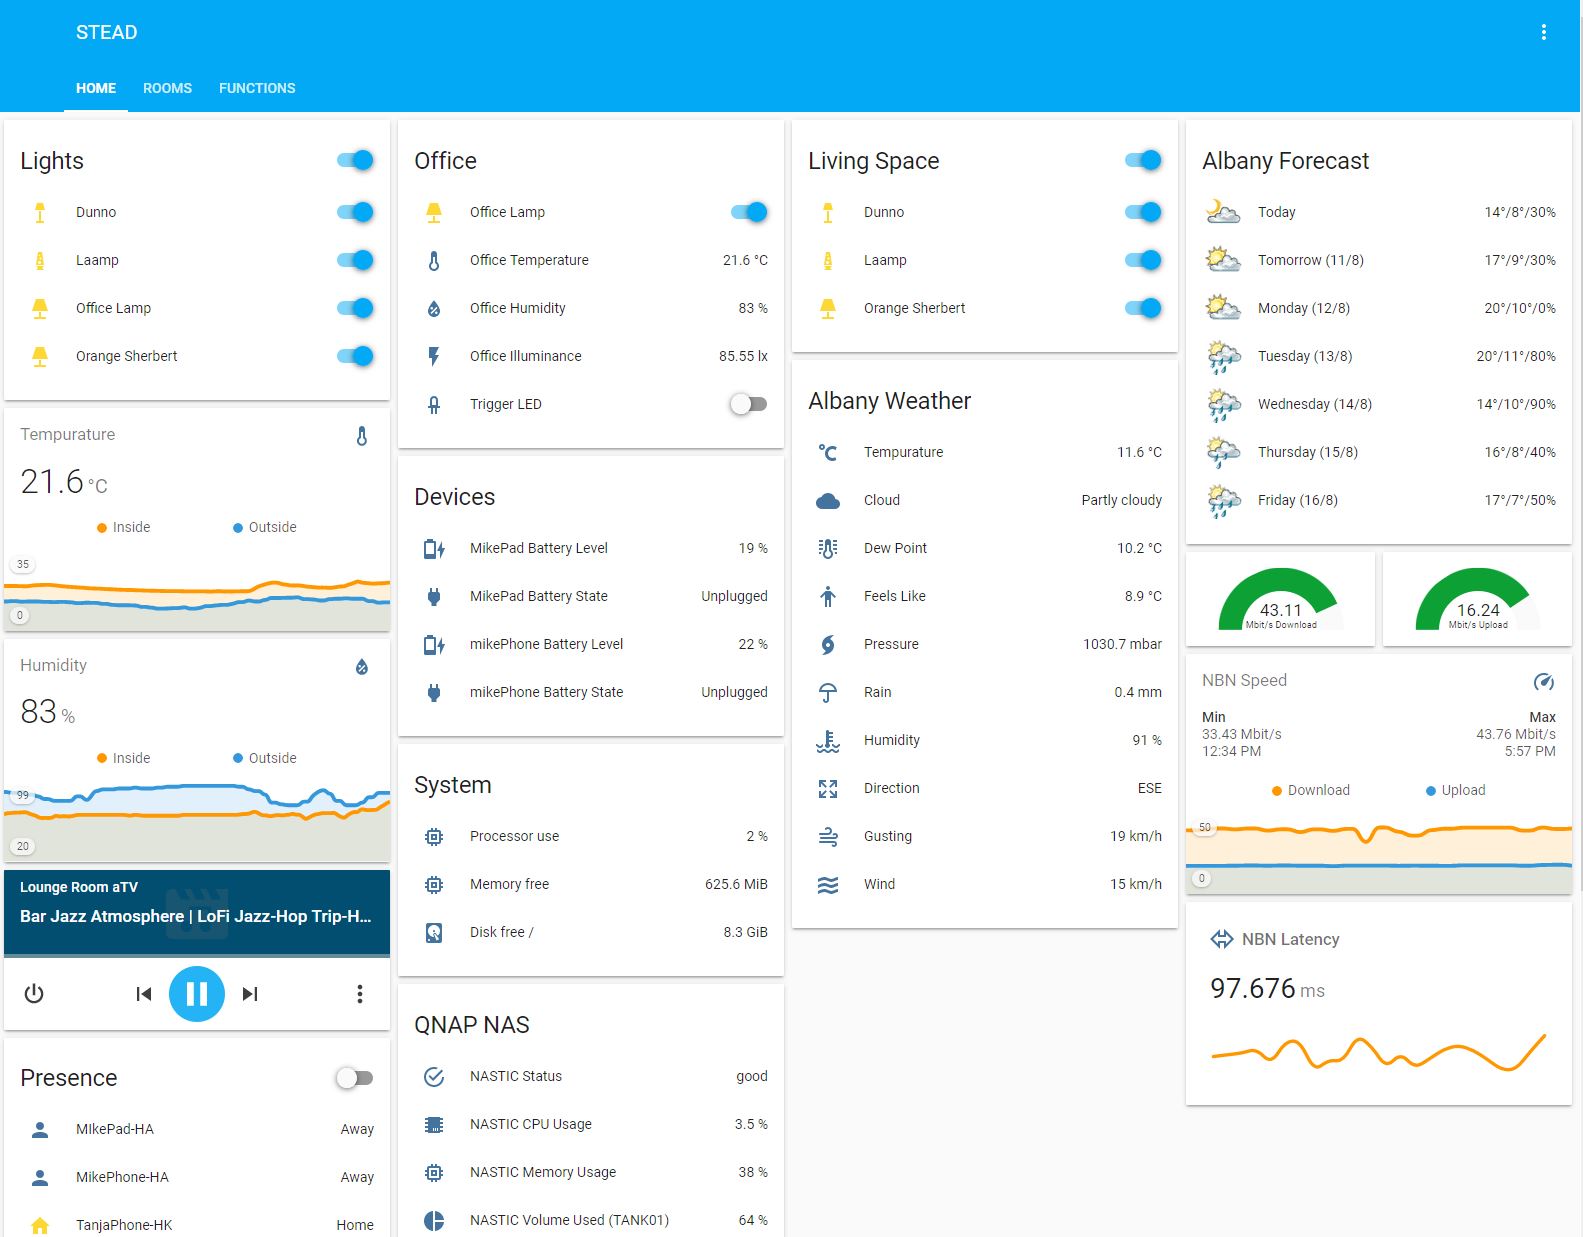 STEAD
HOME ROOMS FUNCTIONS
Lights
Dunno
Laamp
Office Lamp
Orange Sherbert
Tempurature
21.6 °C
Inside Outside
35
0
Humidity
83 %
Inside Outside
99
20
Lounge Room aTV
Bar Jazz Atmosphere | LoFi Jazz-Hop Trip-H...
Presence
MIkePad-HA Away
MikePhone-HA Away
TanjaPhone-HK Home
Office
Office Lamp
Office Temperature 21.6 °C
Office Humidity 83 %
Office Illuminance 85.55 lx
Trigger LED
Devices
MikePad Battery Level 19 %
MikePad Battery State Unplugged
mikePhone Battery Level 22 %
mikePhone Battery State Unplugged
System
Processor use 2 %
Memory free 625.6 MiB
Disk free / 8.3 GiB
QNAP NAS
NASTIC Status good
NASTIC CPU Usage 3.5 %
NASTIC Memory Usage 38 %
NASTIC Volume Used (TANK01) 64 %
Living Space
Dunno
Laamp
Orange Sherbert
Albany Weather
Tempurature 11.6 °C
Cloud Partly cloudy
Dew Point 10.2 °C
Feels Like 8.9 °C
Pressure 1030.7 mbar
Rain 0.4 mm
Humidity 91 %
Direction ESE
Gusting 19 km/h
Wind 15 km/h
Albany Forecast
Today 14°/8°/30%
Tomorrow (11/8) 17°/9°/30%
Monday (12/8) 20°/10°/0%
Tuesday (13/8) 20°/11°/80%
Wednesday (14/8) 14°/10°/90%
Thursday (15/8) 16°/8°/40%
Friday (16/8) 17°/7°/50%
43.11
Mbit/s Download
16.24
Mbit/s Upload
NBN Speed
Min Max
33.43 Mbit/s 43.76 Mbit/s
12:34 PM 5:57 PM
Download Upload
50
0
NBN Latency
97.676 ms